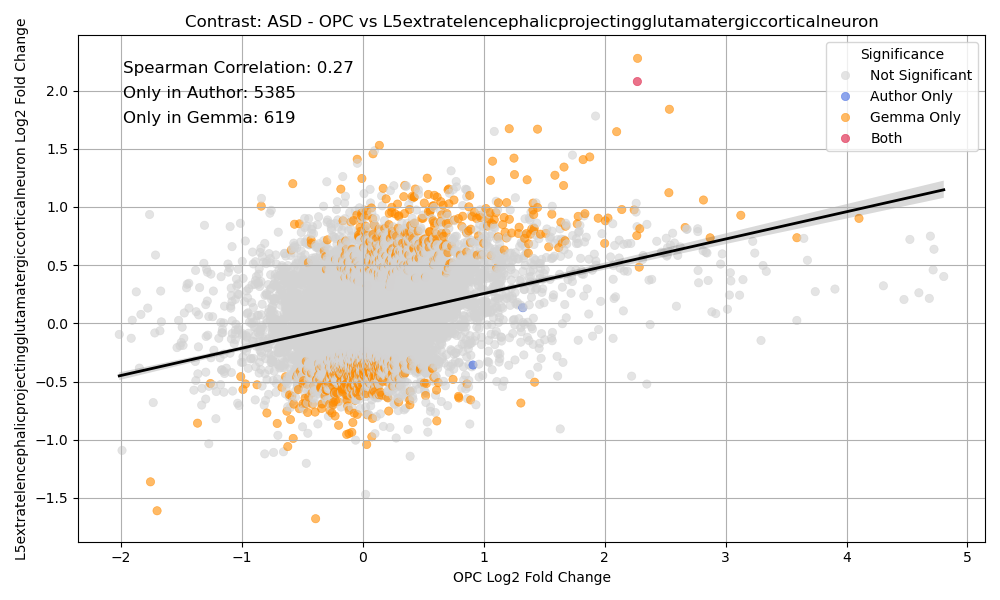 Contrast: ASD - OPC vs L5extratelencephalicprojectingglutamatergiccorticalneuron
L5extratelencephalicprojectingglutamatergiccorticalneuron Log2 Fold Change
Spearman Correlation: 0.27
Only in Author: 5385
Only in Gemma: 619
Significance
Not Significant
Author Only
Gemma Only
Both
2.0
1.5
1.0
0.5
0.0
−0.5
−1.0
−1.5
−2
−1
0
1
2
3
4
5
OPC Log2 Fold Change